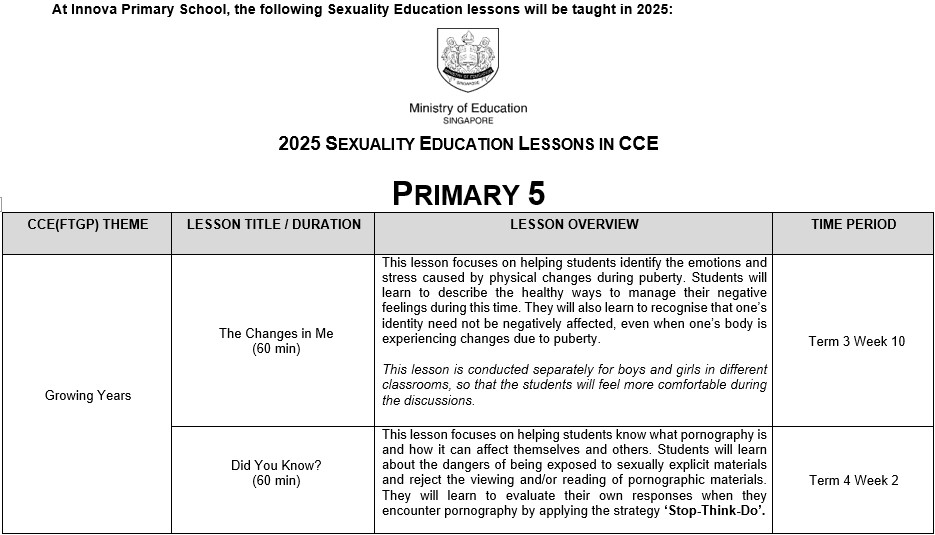 At Innova Primary School, the following Sexuality Education lessons will be taught in 2025:
Ministry of Education
SINGAPORE
2025 SEXUALITY EDUCATION LESSONS IN CCE
PRIMARY 5
CCE(FTGP) THEME
LESSON TITLE / DURATION
LESSON OVERVIEW
TIME PERIOD
Growing Years
The Changes in Me
(60 min)
This lesson focuses on helping students identify the emotions and
stress caused by physical changes during puberty. Students will
learn to describe the healthy ways to manage their negative
feelings during this time. They will also learn to recognise that one’s
identity need not be negatively affected, even when one’s body is
experiencing changes due to puberty.
This lesson is conducted separately for boys and girls in different
classrooms, so that the students will feel more comfortable during
the discussions.
Term 3 Week 10
Did You Know?
(60 min)
This lesson focuses on helping students know what pornography is
and how it can affect themselves and others. Students will learn
about the dangers of being exposed to sexually explicit materials
and reject the viewing and/or reading of pornographic materials.
They will learn to evaluate their own responses when they
encounter pornography by applying the strategy ‘Stop-Think-Do’.
Term 4 Week 2